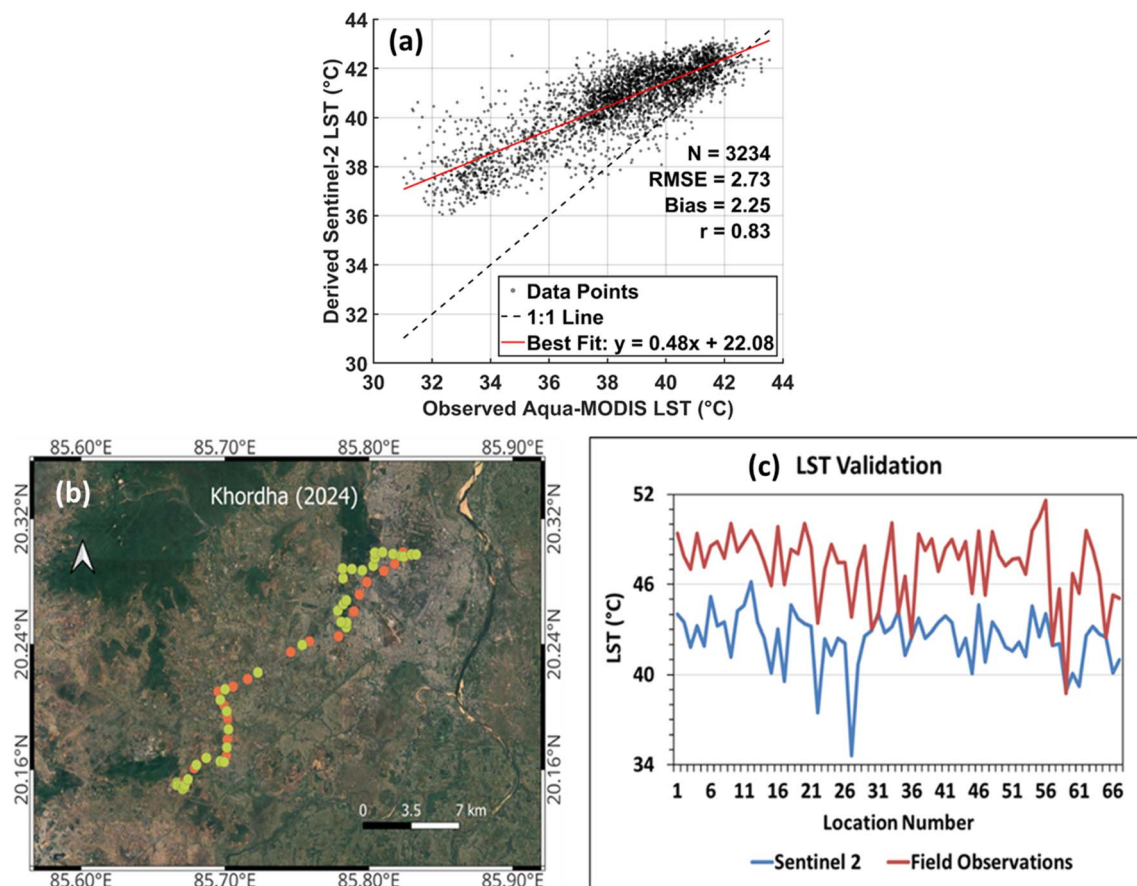 (a)
Derived Sentinel-2 LST (°C)
44
42
40
38
36
34
32
30
N = 3234
RMSE = 2.73
Bias = 2.25
r = 0.83
Data Points
1:1 Line
Best Fit: y = 0.48x + 22.08
30 32 34 36 38 40 42 44
Observed Aqua-MODIS LST (°C)
85.60°E 85.70°E 85.80°E 85.90°E
(b)
Khordha (2024)
20.32°N 20.32°N
20.24°N 20.24°N
20.16°N 20.16°N
0 3.5 7 km
85.60°E 85.70°E 85.80°E 85.90°E
(c) LST Validation
LST (°C)
52
46
40
34
1 6 11 16 21 26 31 36 41 46 51 56 61 66
Location Number
Sentinel 2 Field Observations